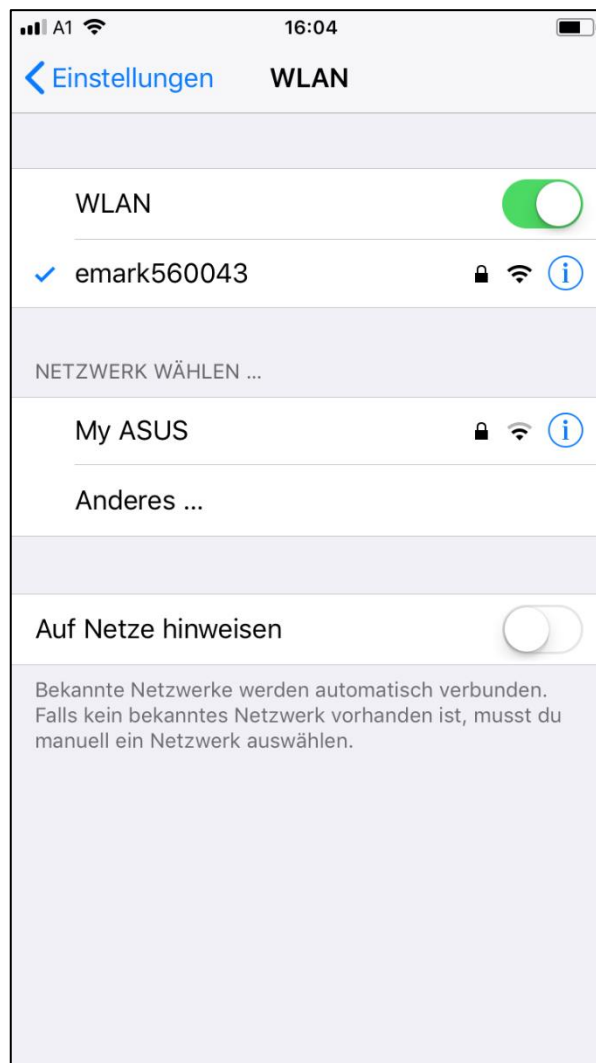 A1 16:04
Einstellungen WLAN
WLAN
emark560043
NETZWERK WÄHLEN ...
My ASUS
Anderes ...
Auf Netze hinweisen
Bekannte Netzwerke werden automatisch verbunden.
Falls kein bekanntes Netzwerk vorhanden ist, musst du
manuell ein Netzwerk auswählen.